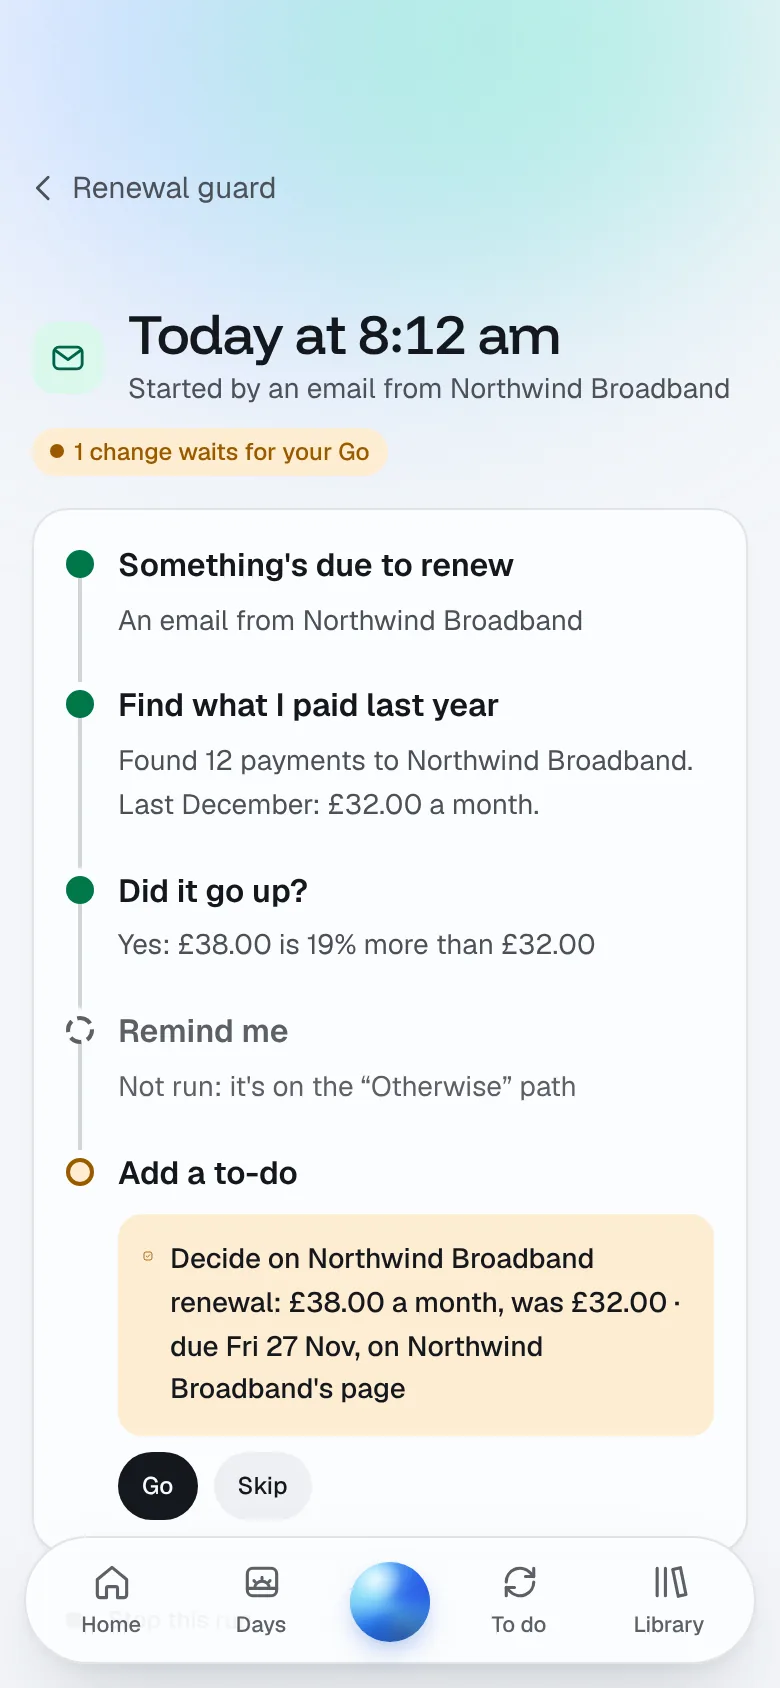 Renewal guard
Today at 8:12 am
Started by an email from Northwind Broadband
1 change waits for your Go
Something's due to renew
An email from Northwind Broadband
Find what I paid last year
Found 12 payments to Northwind Broadband.
Last December: £32.00 a month.
Did it go up?
Yes: £38.00 is 19% more than £32.00
Remind me
Not run: it's on the “Otherwise” path
Add a to-do
Decide on Northwind Broadband
renewal: £38.00 a month, was £32.00 ·
due Fri 27 Nov, on Northwind
Broadband's page
Go
Skip
Stop this run
Home
Days
To do
Library